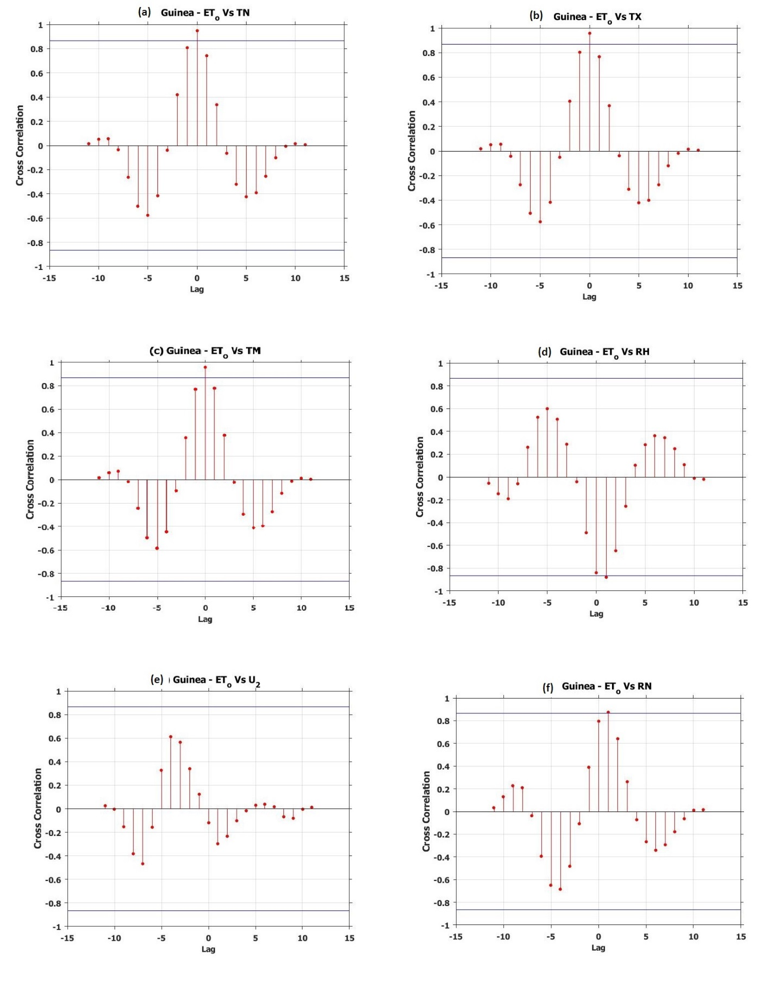 (a) Guinea - ETo Vs TN
1
0.8
0.6
0.4
0.2
0
-0.2
-0.4
-0.6
-0.8
-1
Cross Correlation
-15 -10 -5 0 5 10 15
Lag
(b) Guinea - ETo Vs TX
1
0.8
0.6
0.4
0.2
0
-0.2
-0.4
-0.6
-0.8
-1
Cross Correlation
-15 -10 -5 0 5 10 15
Lag
(c) Guinea - ETo Vs TM
1
0.8
0.6
0.4
0.2
0
-0.2
-0.4
-0.6
-0.8
-1
Cross Correlation
-15 -10 -5 0 5 10 15
Lag
(d) Guinea - ETo Vs RH
1
0.8
0.6
0.4
0.2
0
-0.2
-0.4
-0.6
-0.8
-1
Cross Correlation
-15 -10 -5 0 5 10 15
Lag
(e) ) Guinea - ETo Vs U2
1
0.8
0.6
0.4
0.2
0
-0.2
-0.4
-0.6
-0.8
-1
Cross Correlation
-15 -10 -5 0 5 10 15
Lag
(f) Guinea - ETo Vs RN
1
0.8
0.6
0.4
0.2
0
-0.2
-0.4
-0.6
-0.8
-1
Cross Correlation
-15 -10 -5 0 5 10 15
Lag